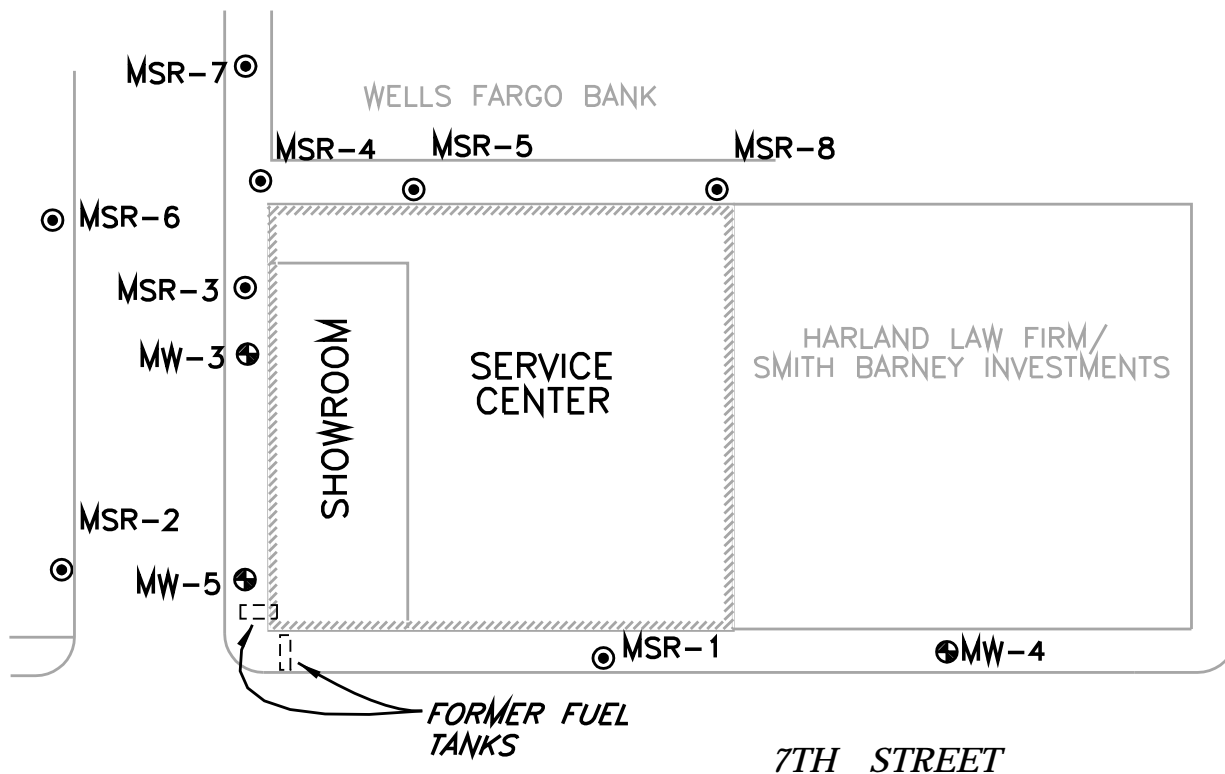 MSR-7
WELLS FARGO BANK
MSR-4
MSR-5
MSR-8
MSR-6
MSR-3
MW-3
SHOWROOM
SERVICE
CENTER
HARLAND LAW FIRM/
SMITH BARNEY INVESTMENTS
MSR-2
MW-5
MSR-1
MW-4
FORMER FUEL
TANKS
7TH STREET